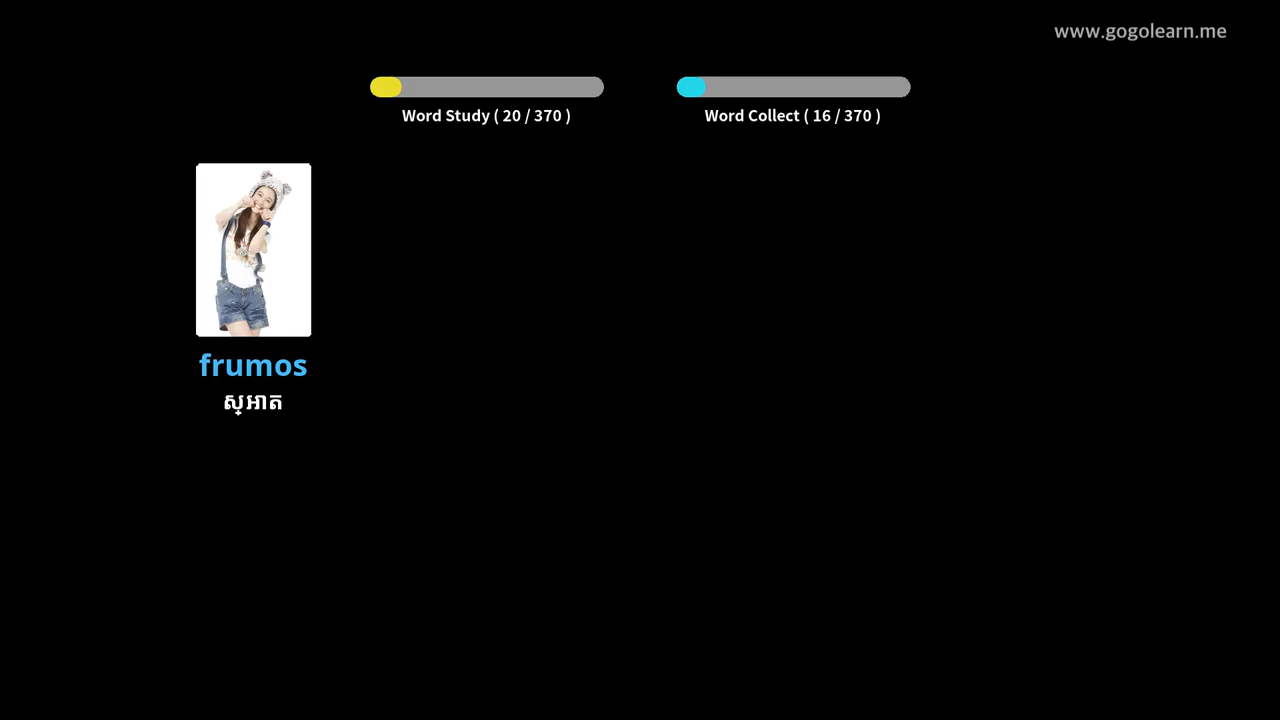 www.gogolearn.me
Word Study ( 20 / 370 )
Word Collect ( 16 / 370 )
frumos
ស្អាត